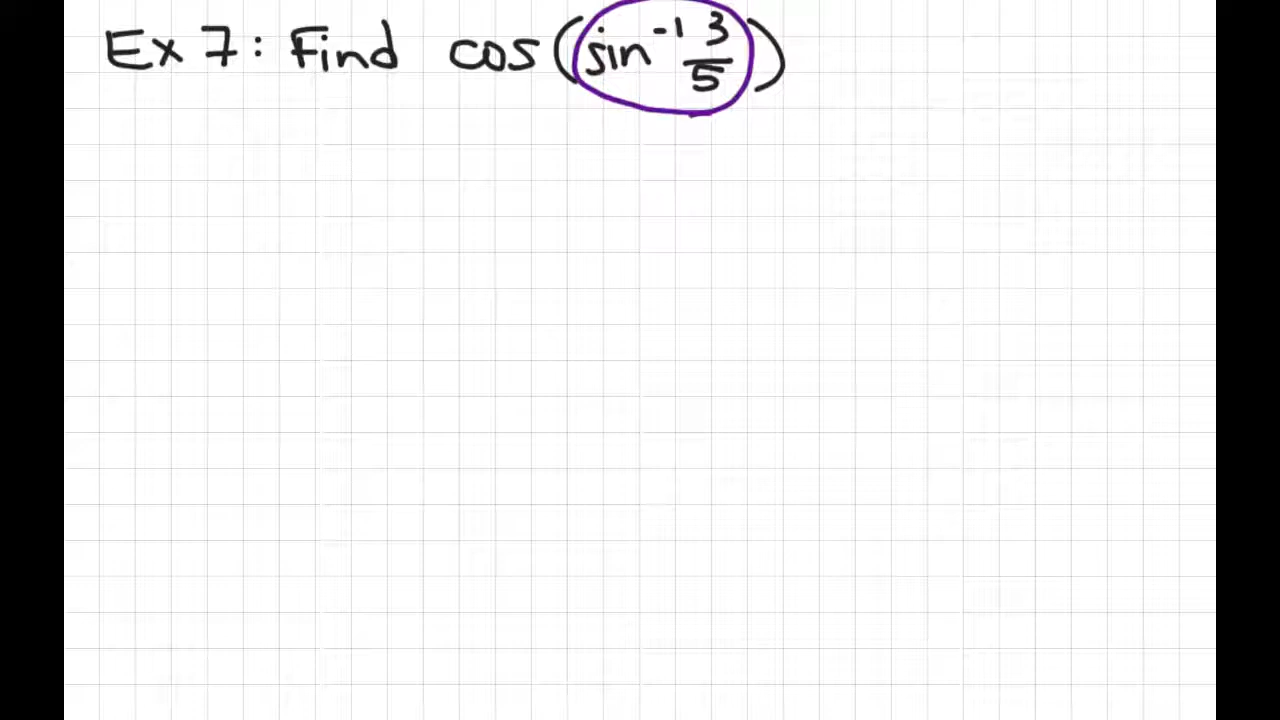 Ex 7: Find cos(sin⁻¹ 3/5)